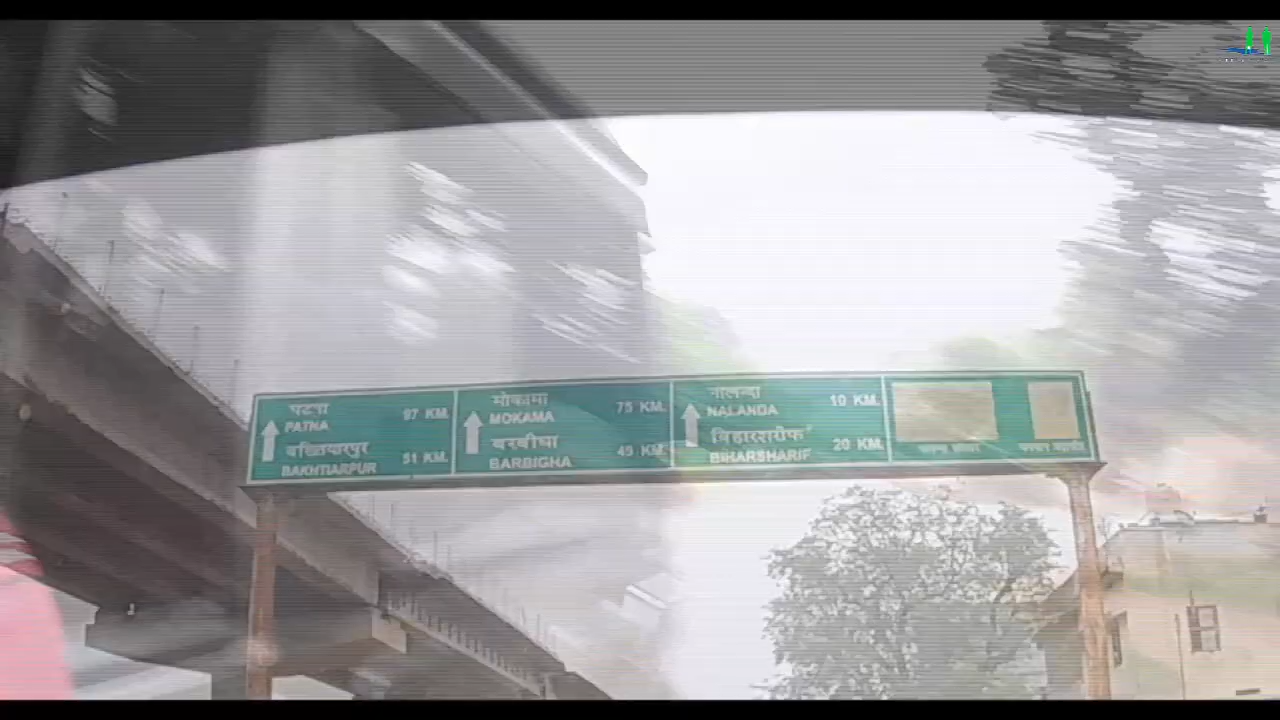 पटना 97 KM.
PATNA
बख्तियारपुर
BAKHTIARPUR 51 KM.
मोकामा 75 KM.
MOKAMA
बरबीघा 45 KM.
BARBIGHA
नालन्दा 10 KM.
NALANDA
बिहारशरीफ 20 KM.
BIHARSHARIF